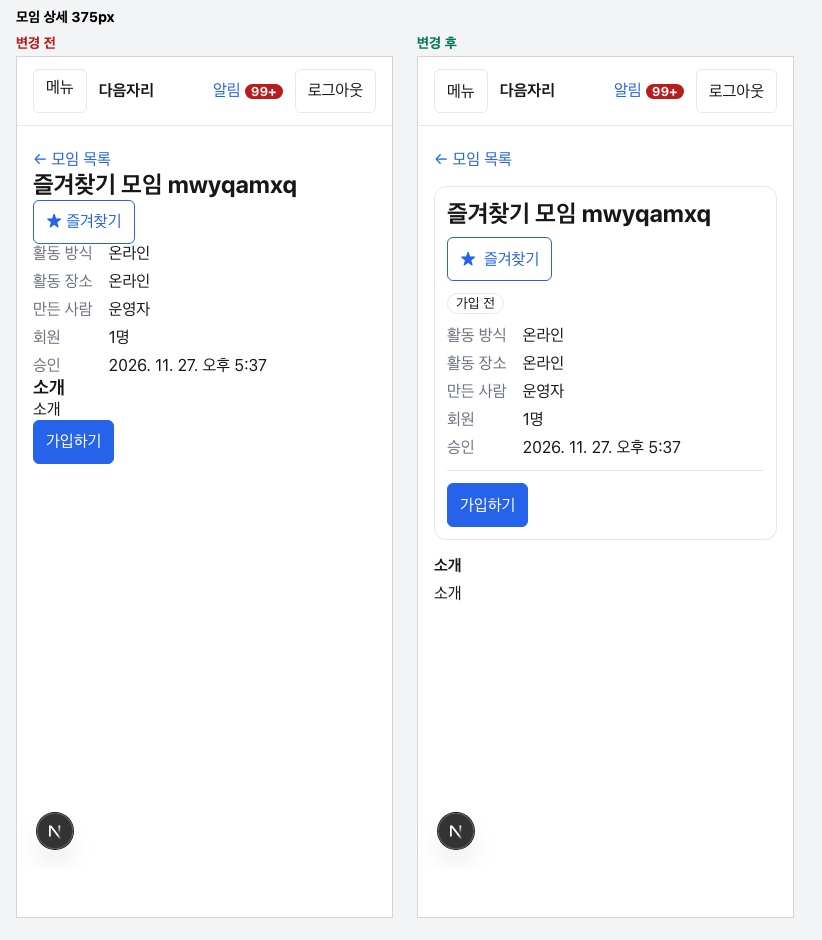 모임 상세 375px
변경 전
메뉴 다음자리 알림 99+ 로그아웃
← 모임 목록
즐겨찾기 모임 mwyqamxq
★ 즐겨찾기
활동 방식 온라인
활동 장소 온라인
만든 사람 운영자
회원 1명
승인 2026. 11. 27. 오후 5:37
소개
소개
가입하기
N
변경 후
메뉴 다음자리 알림 99+ 로그아웃
← 모임 목록
즐겨찾기 모임 mwyqamxq
★ 즐겨찾기
가입 전
활동 방식 온라인
활동 장소 온라인
만든 사람 운영자
회원 1명
승인 2026. 11. 27. 오후 5:37
가입하기
소개
소개
N